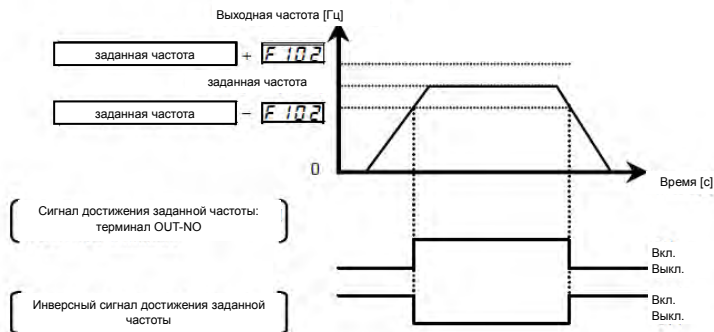 Выходная частота [Гц]
заданная частота + F 102
заданная частота
заданная частота − F 102
0
Время [с]
Сигнал достижения заданной частоты:
терминал OUT-NO
Вкл.
Выкл.
Инверсный сигнал достижения заданной
частоты
Вкл.
Выкл.